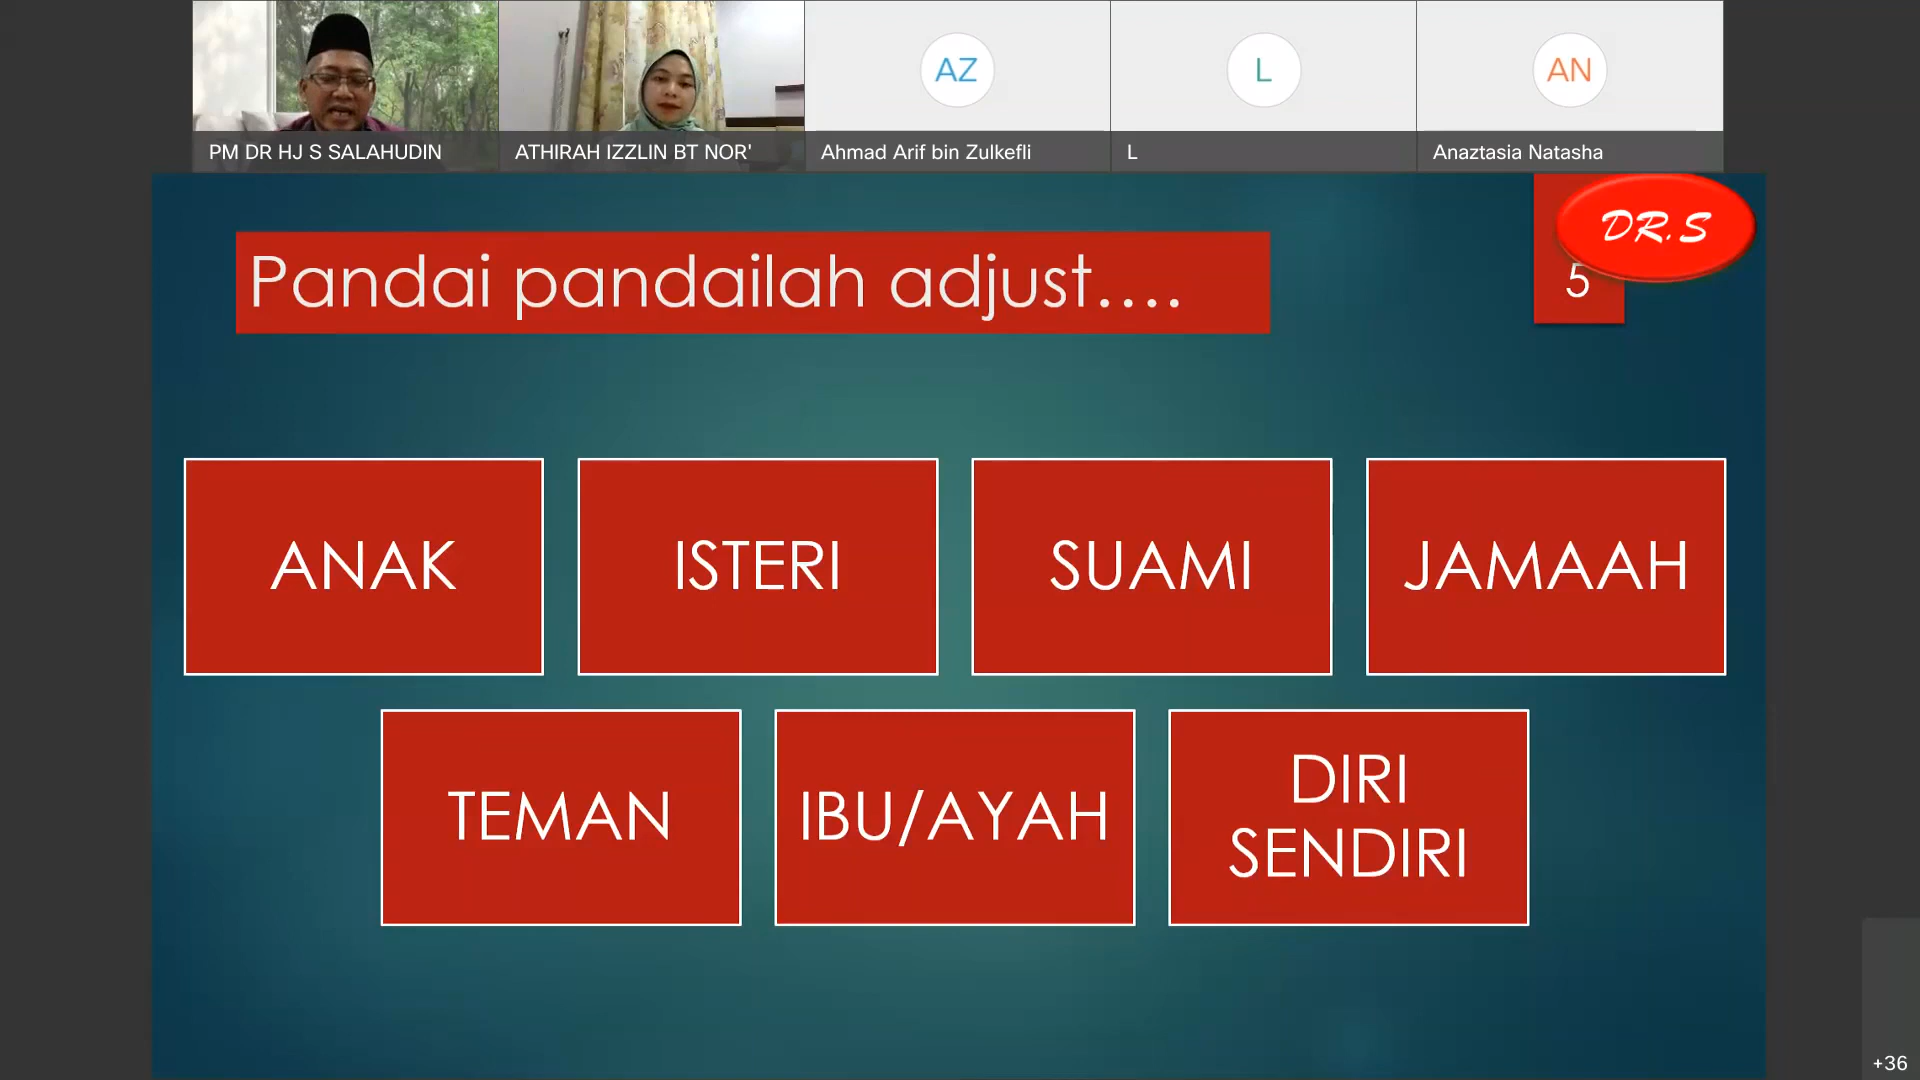 AZ
L
AN
PM DR HJ S SALAHUDIN
ATHIRAH IZZLIN BT NOR'
Ahmad Arif bin Zulkefli
L
Anaztasia Natasha
DR.S
Pandai pandailah adjust....
5
ANAK
ISTERI
SUAMI
JAMAAH
TEMAN
IBU/AYAH
DIRI
SENDIRI
+36